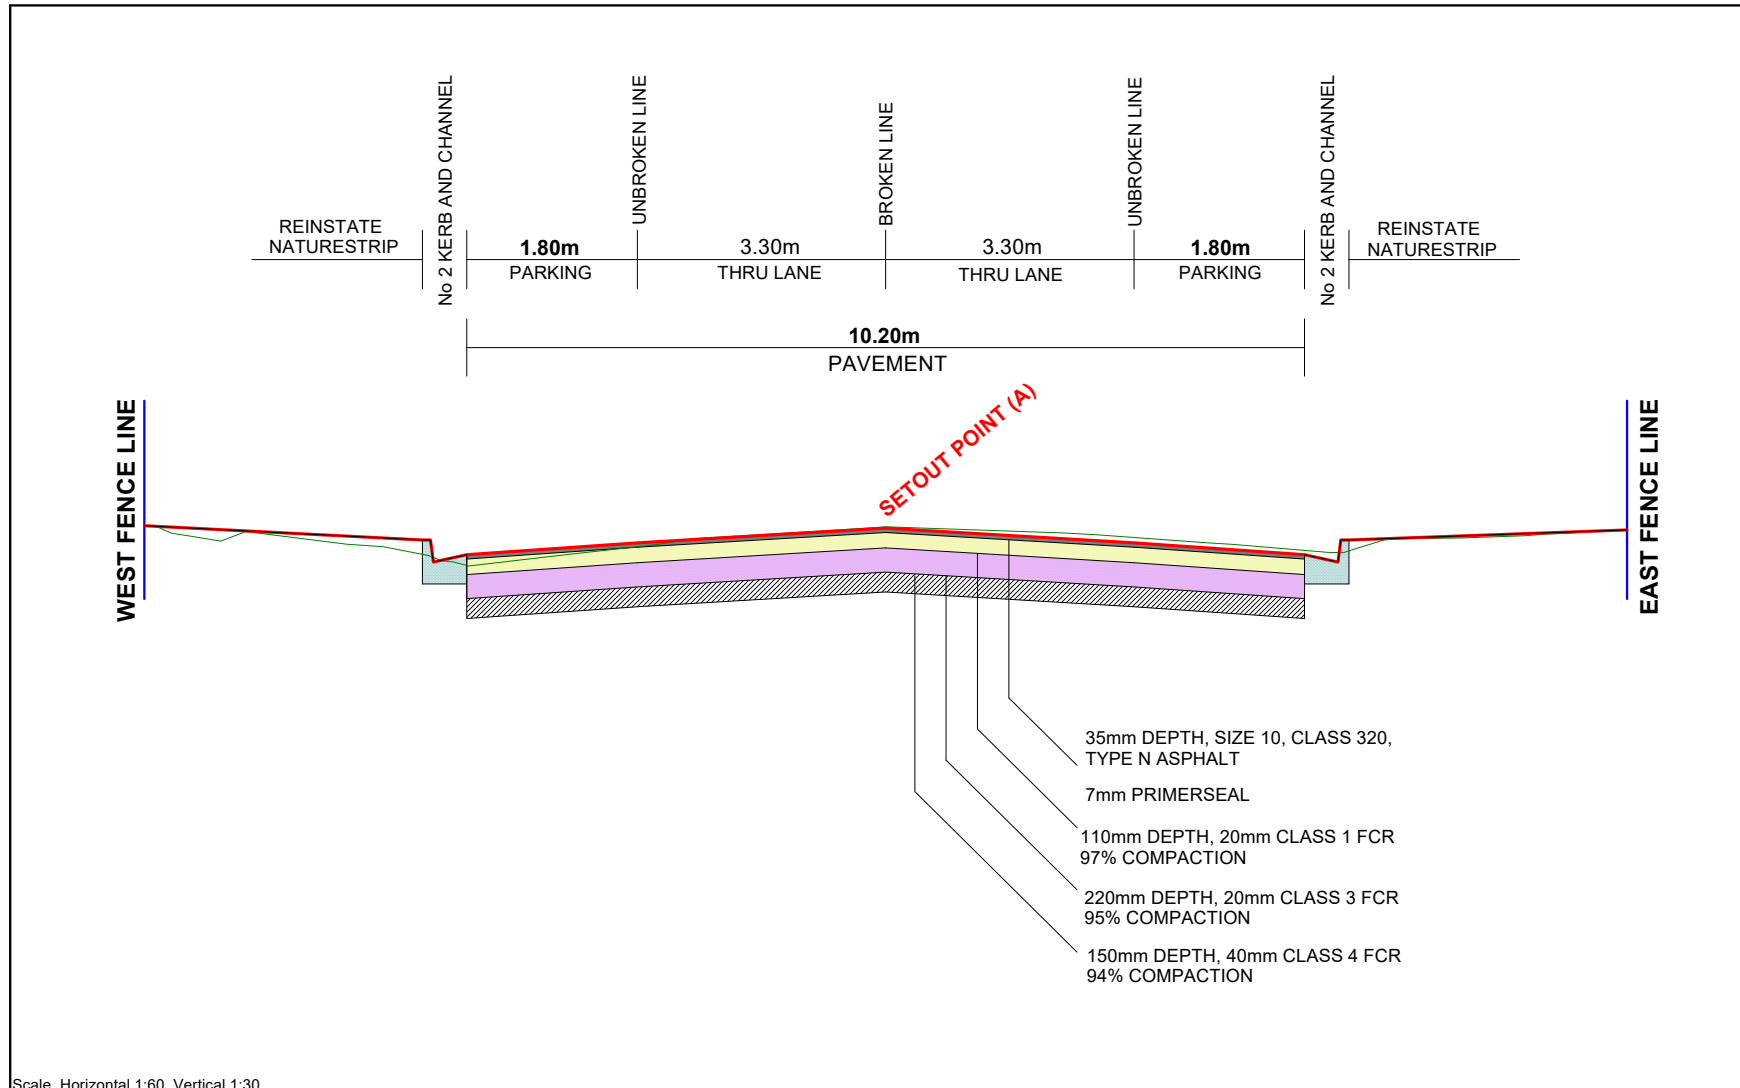 No 2 KERB AND CHANNEL
UNBROKEN LINE
BROKEN LINE
UNBROKEN LINE
No 2 KERB AND CHANNEL
REINSTATE
NATURESTRIP
1.80m
PARKING
3.30m
THRU LANE
3.30m
THRU LANE
1.80m
PARKING
REINSTATE
NATURESTRIP
10.20m
PAVEMENT
WEST FENCE LINE
SETOUT POINT (A)
EAST FENCE LINE
35mm DEPTH, SIZE 10, CLASS 320,
TYPE N ASPHALT
7mm PRIMERSEAL
110mm DEPTH, 20mm CLASS 1 FCR
97% COMPACTION
220mm DEPTH, 20mm CLASS 3 FCR
95% COMPACTION
150mm DEPTH, 40mm CLASS 4 FCR
94% COMPACTION
Scale Horizontal 1:60 Vertical 1:30